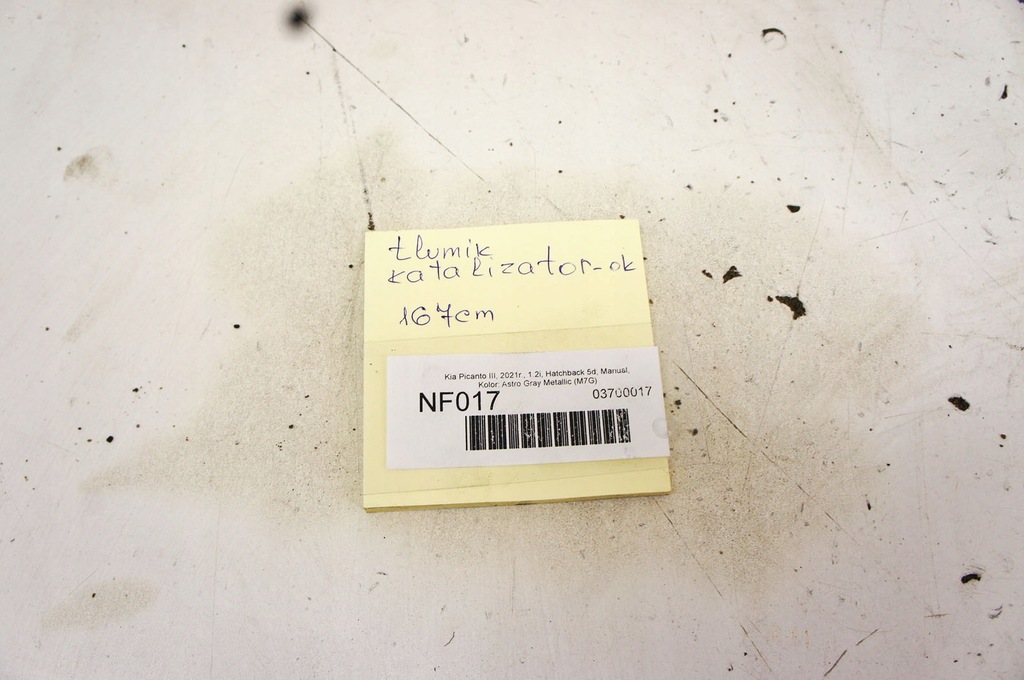 tlumik
katalizator-ok
167cm
Kia Picanto III, 2021r., 1.2i, Hatchback 5d, Manual,
Kolor: Astro Gray Metallic (M7G)
NF017 03700017